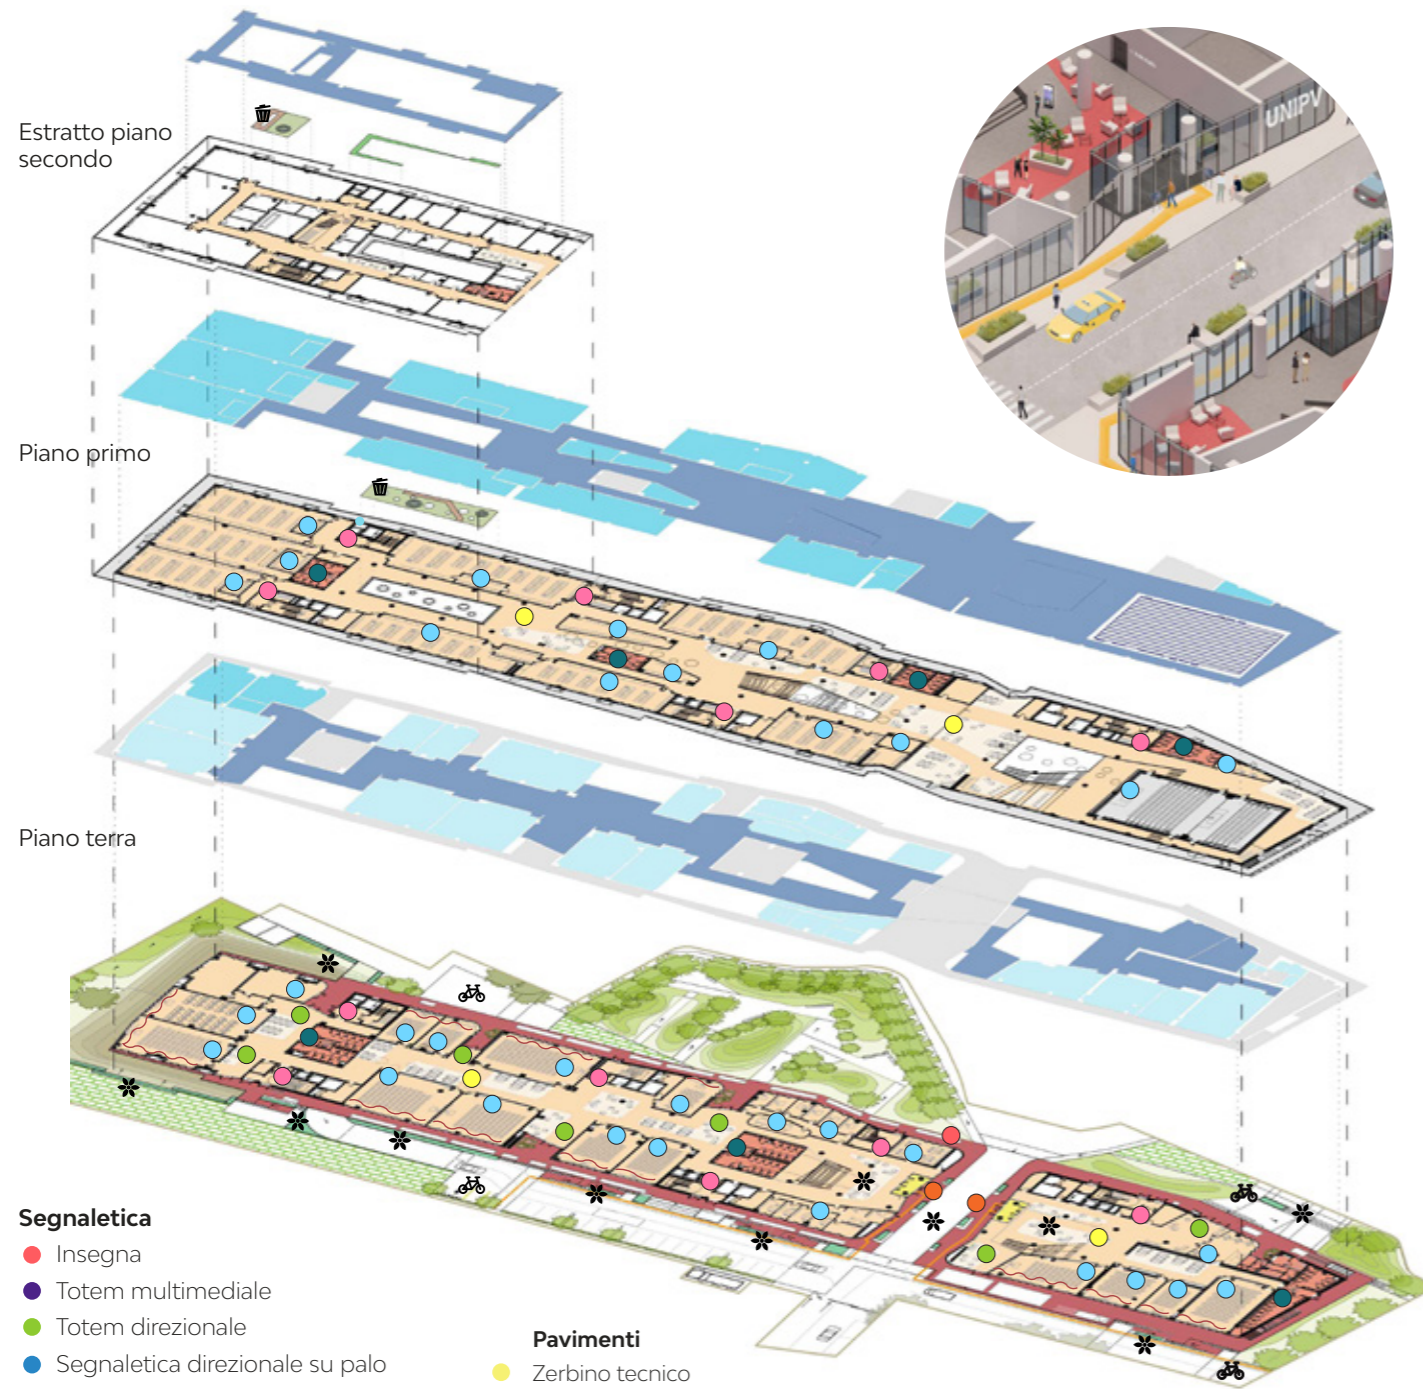 Estratto piano
secondo
UNIPV
Piano primo
Piano terra
Segnaletica
Insegna
Totem multimediale
Totem direzionale
Segnaletica direzionale su palo
Pavimenti
Zerbino tecnico